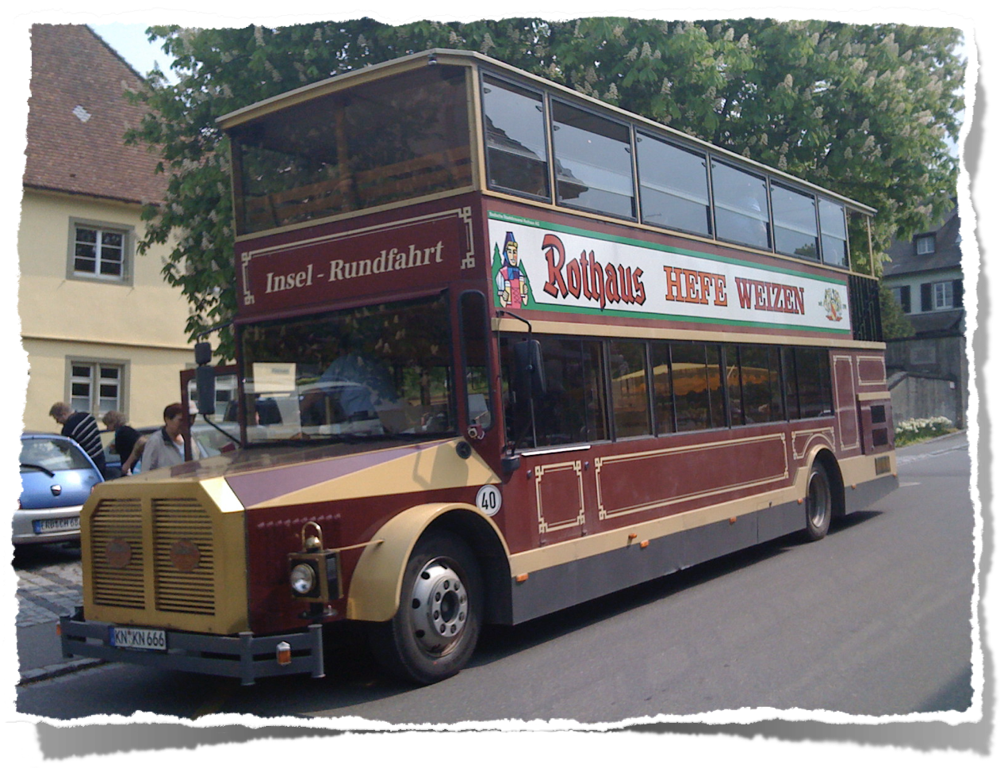 Insel - Rundfahrt
Rothaus HEFE WEIZEN
40
KN KN 666